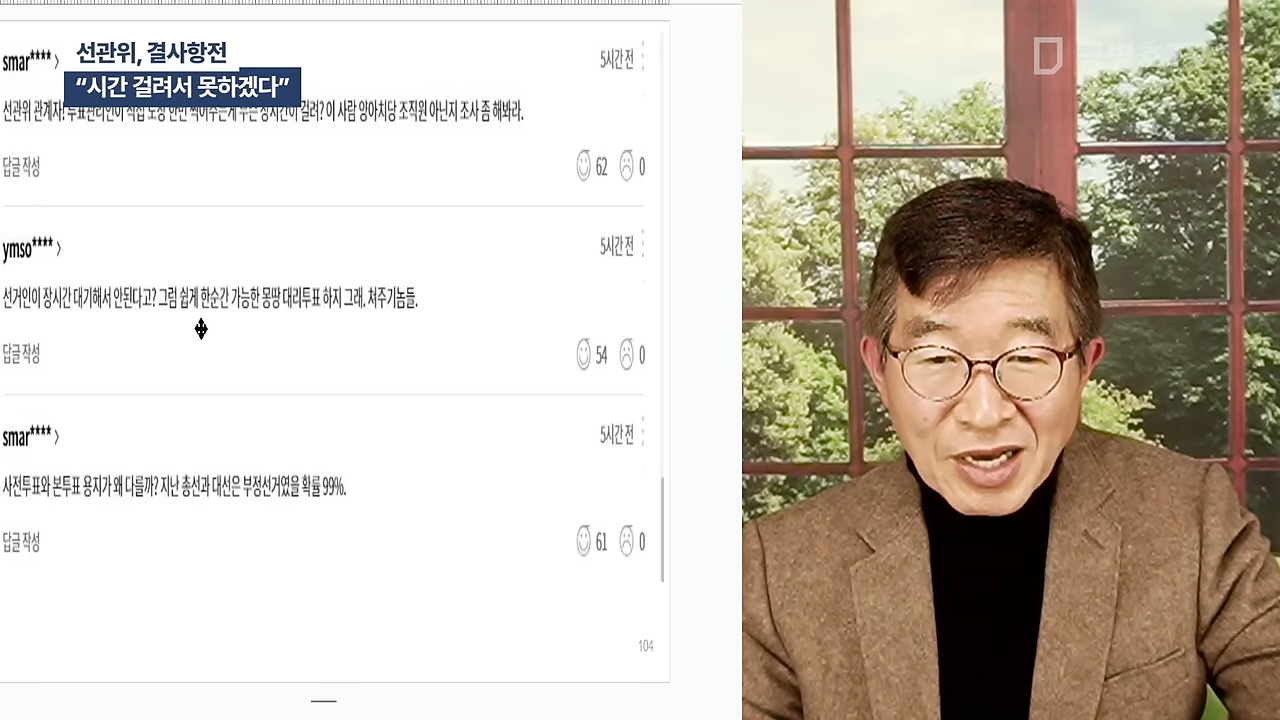 선관위, 결사항전
“시간 걸려서 못하겠다”
smar**** 〉
5시간 전
선관위 관계자! 투표관리인이 직접 도장 한번 찍어주는게 무슨 장시간이 걸려? 이 사람 양아치당 조직원 아닌지 조사 좀 해봐라.
답글 작성
62
0
ymso**** 〉
5시간 전
선거인이 장시간 대기해서 안된다고? 그럼 쉽게 한순간 가능한 몽땅 대리투표 하지 그래, 쳐주기놈들.
답글 작성
54
0
smar**** 〉
5시간 전
사전투표와 본투표 용지가 왜 다를까? 지난 총선과 대선은 부정선거였을 확률 99%.
답글 작성
61
0
104